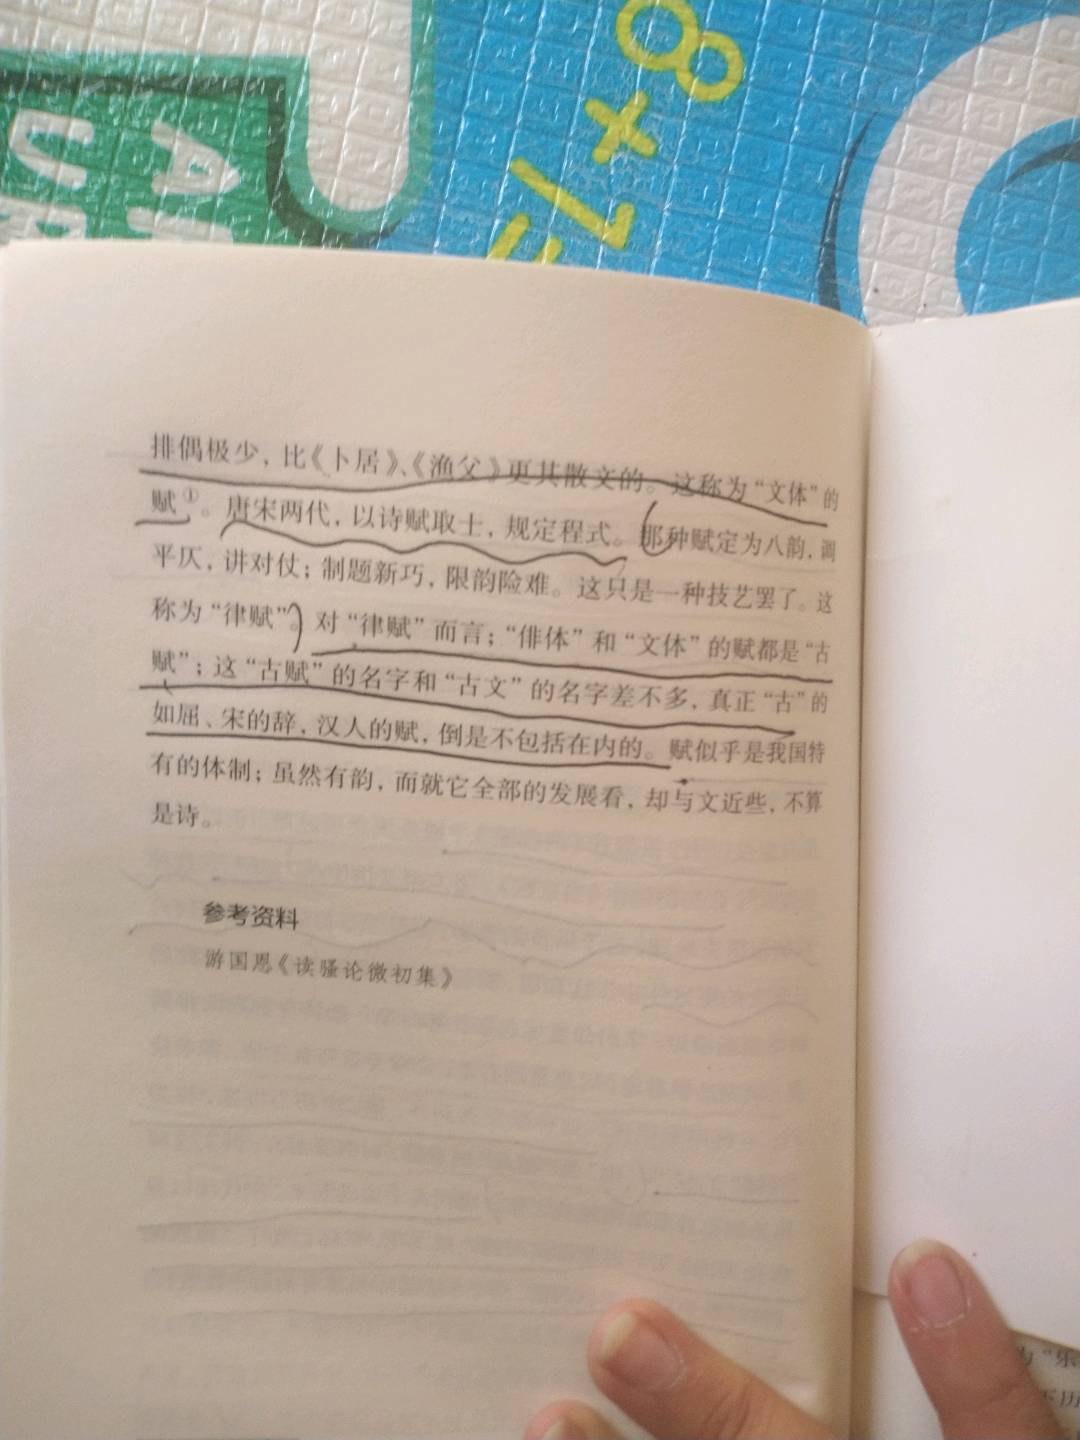 排偶极少，比《卜居》、《渔父》更其散文的。这称为“文体”的
赋①。唐宋两代，以诗赋取士，规定程式。那种赋定为八韵，调
平仄，讲对仗；制题新巧，限韵险难。这只是一种技艺罢了。这
称为“律赋”。对“律赋”而言；“俳体”和“文体”的赋都是“古
赋”；这“古赋”的名字和“古文”的名字差不多，真正“古”的
如屈、宋的辞，汉人的赋，倒是不包括在内的。赋似乎是我国特
有的体制；虽然有韵，而就它全部的发展看，却与文近些，不算
是诗。
参考资料
游国恩《读骚论微初集》
8+7=
为“乐